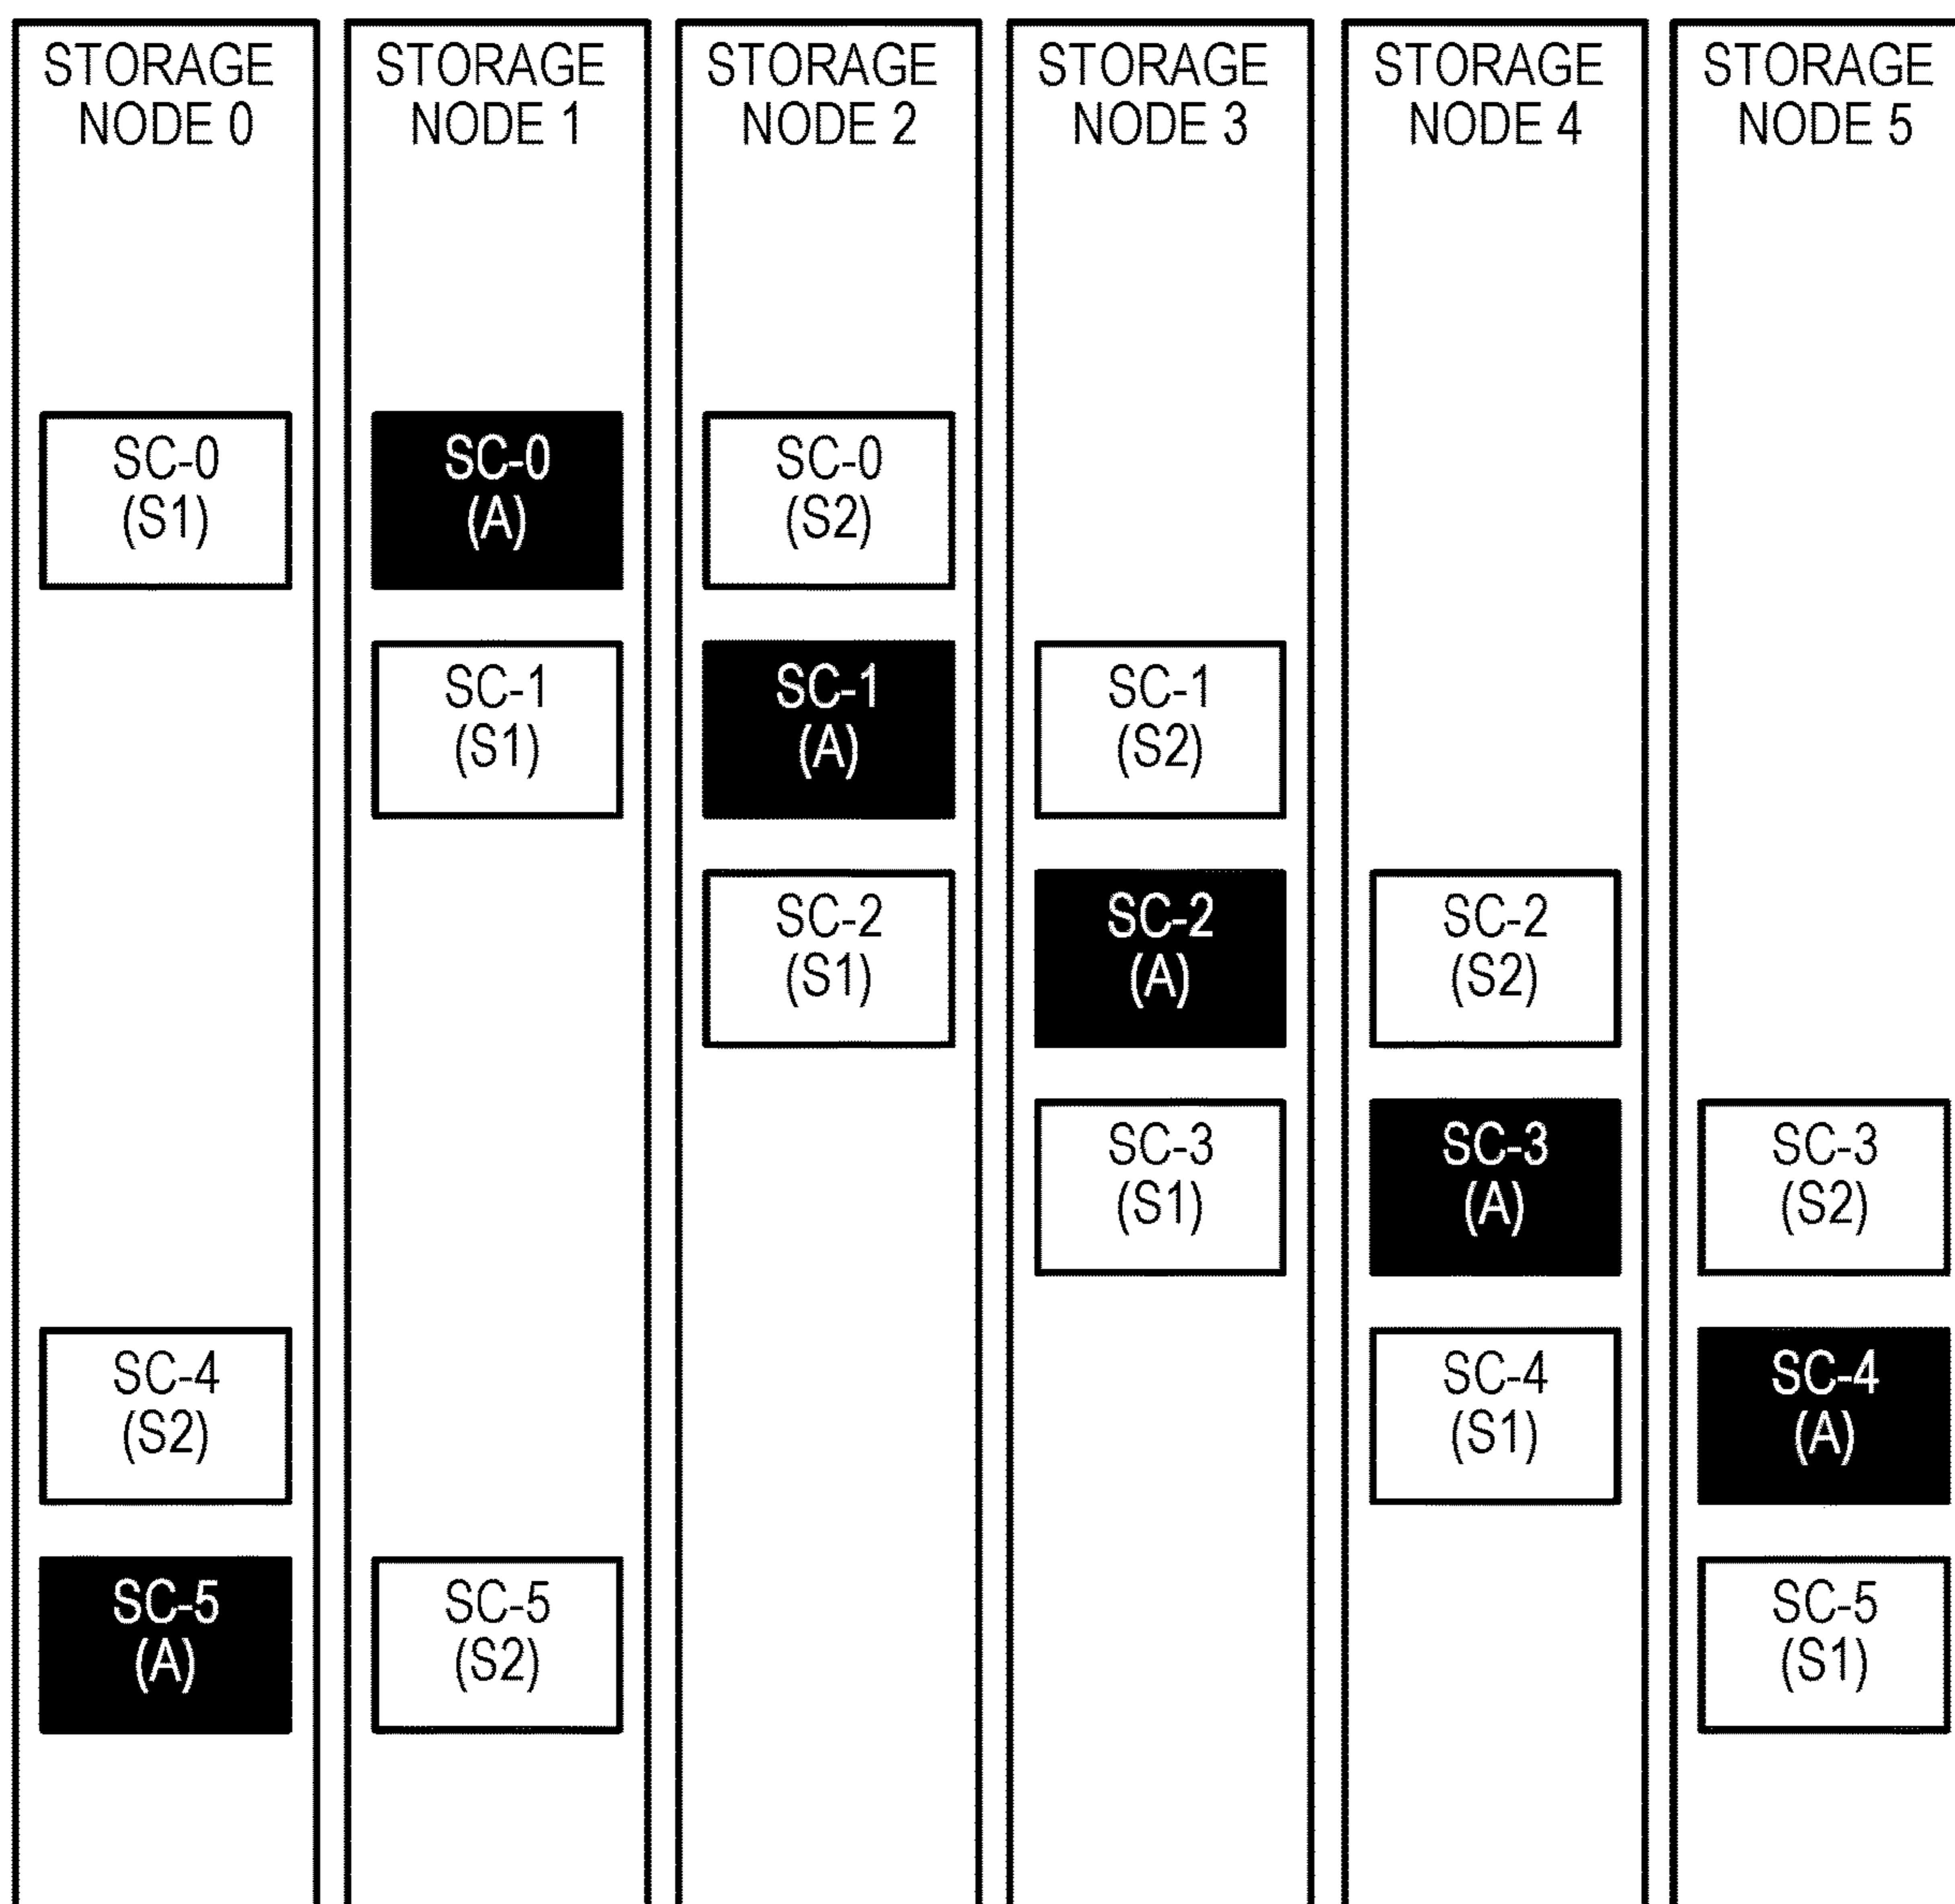 STORAGE
NODE 0
STORAGE
NODE 1
STORAGE
NODE 2
STORAGE
NODE 3
STORAGE
NODE 4
STORAGE
NODE 5
SC-0
(S1)
SC-0
(A)
SC-0
(S2)
SC-1
(S1)
SC-1
(A)
SC-1
(S2)
SC-2
(S1)
SC-2
(A)
SC-2
(S2)
SC-3
(S1)
SC-3
(A)
SC-3
(S2)
SC-4
(S2)
SC-4
(S1)
SC-4
(A)
SC-5
(A)
SC-5
(S2)
SC-5
(S1)